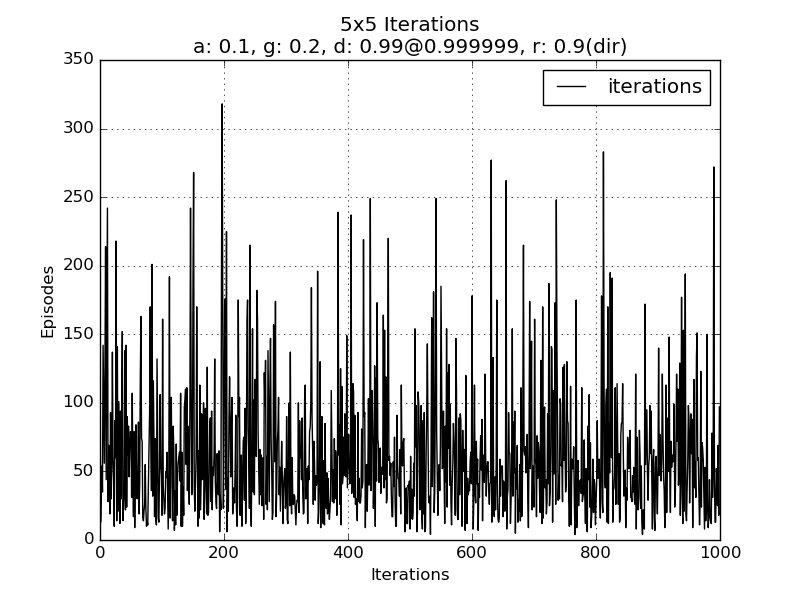 5x5 Iterations
a: 0.1, g: 0.2, d: 0.99@0.999999, r: 0.9(dir)
350
300
250
200
150
100
50
0
Episodes
iterations
0 200 400 600 800 1000
Iterations